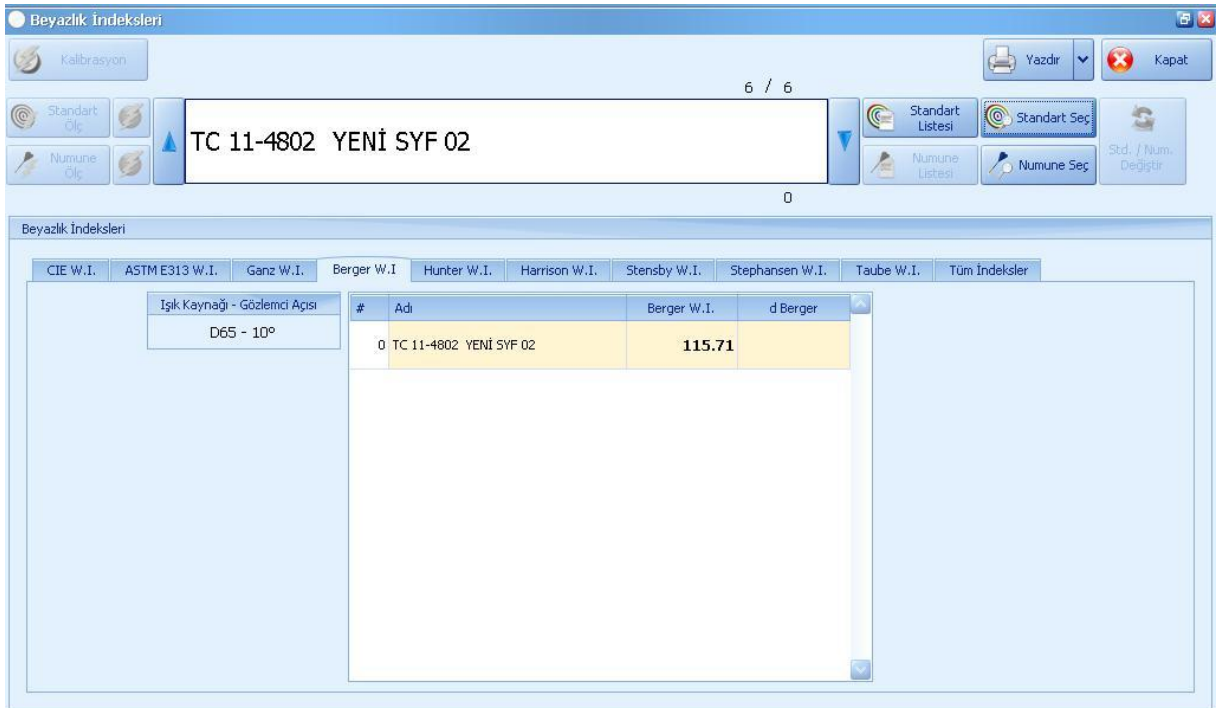 Beyazlık İndeksleri
Kalibrasyon
Yazdır
Kapat
6 / 6
Standart Ölç
TC 11-4802 YENİ SYF 02
Standart Listesi
Standart Seç
Std. / Num. Değiştir
Numune Ölç
Numune Listesi
Numune Seç
0
Beyazlık İndeksleri
CIE W.I. ASTM E313 W.I. Ganz W.I. Berger W.I Hunter W.I. Harrison W.I. Stensby W.I. Stephansen W.I. Taube W.I. Tüm İndeksler
Işık Kaynağı - Gözlemci Açısı
D65 - 10°
# Adı Berger W.I. d Berger
0 TC 11-4802 YENİ SYF 02 115.71